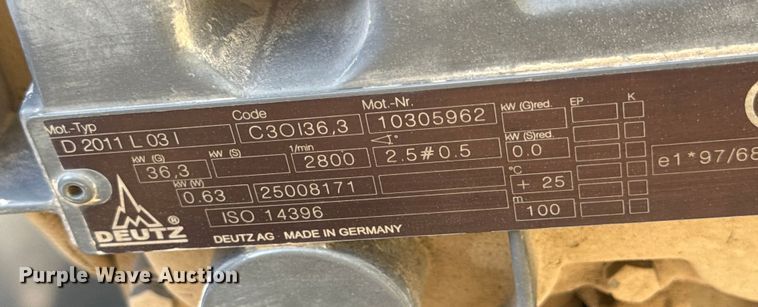 Mot.-Typ Code Mot.-Nr. kW (G)red. EP K
D 2011 L 03 I C3OI36,3 10305962
kW (G) kW (S) 1/min kW (S)red.
36,3 2800 2.5#0.5 0.0 e1*97/68
kW (W) °C
0.63 25008171 + 25
ISO 14396 m 100
DEUTZ ® DEUTZ AG - MADE IN GERMANY
Purple Wave Auction